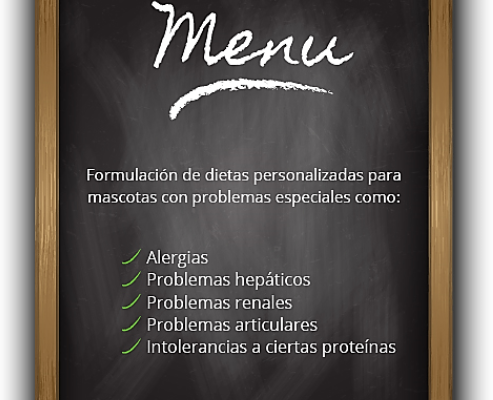 Menu
Formulación de dietas personalizadas para
mascotas con problemas especiales como:
Alergias
Problemas hepáticos
Problemas renales
Problemas articulares
Intolerancias a ciertas proteínas